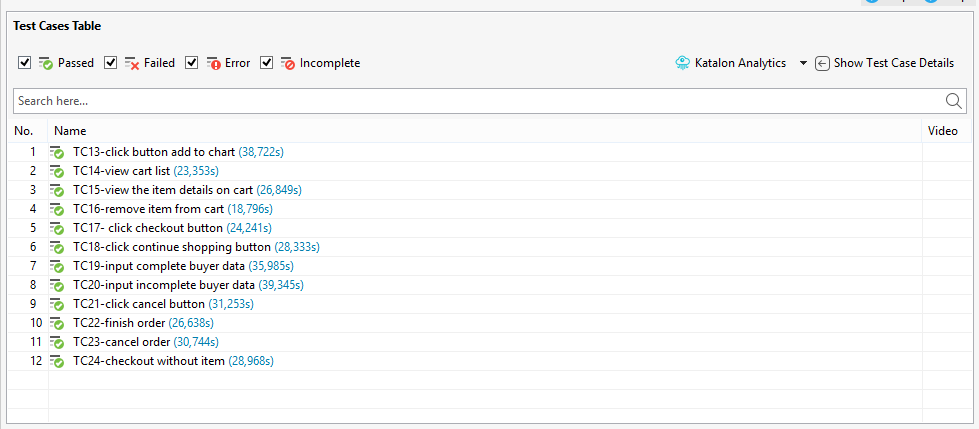 Test Cases Table
Passed Failed Error Incomplete Katalon Analytics Show Test Case Details
Search here...
No. Name Video
1 TC13-click button add to chart (38,722s)
2 TC14-view cart list (23,353s)
3 TC15-view the item details on cart (26,849s)
4 TC16-remove item from cart (18,796s)
5 TC17- click checkout button (24,241s)
6 TC18-click continue shopping button (28,333s)
7 TC19-input complete buyer data (35,985s)
8 TC20-input incomplete buyer data (39,345s)
9 TC21-click cancel button (31,253s)
10 TC22-finish order (26,638s)
11 TC23-cancel order (30,744s)
12 TC24-checkout without item (28,968s)